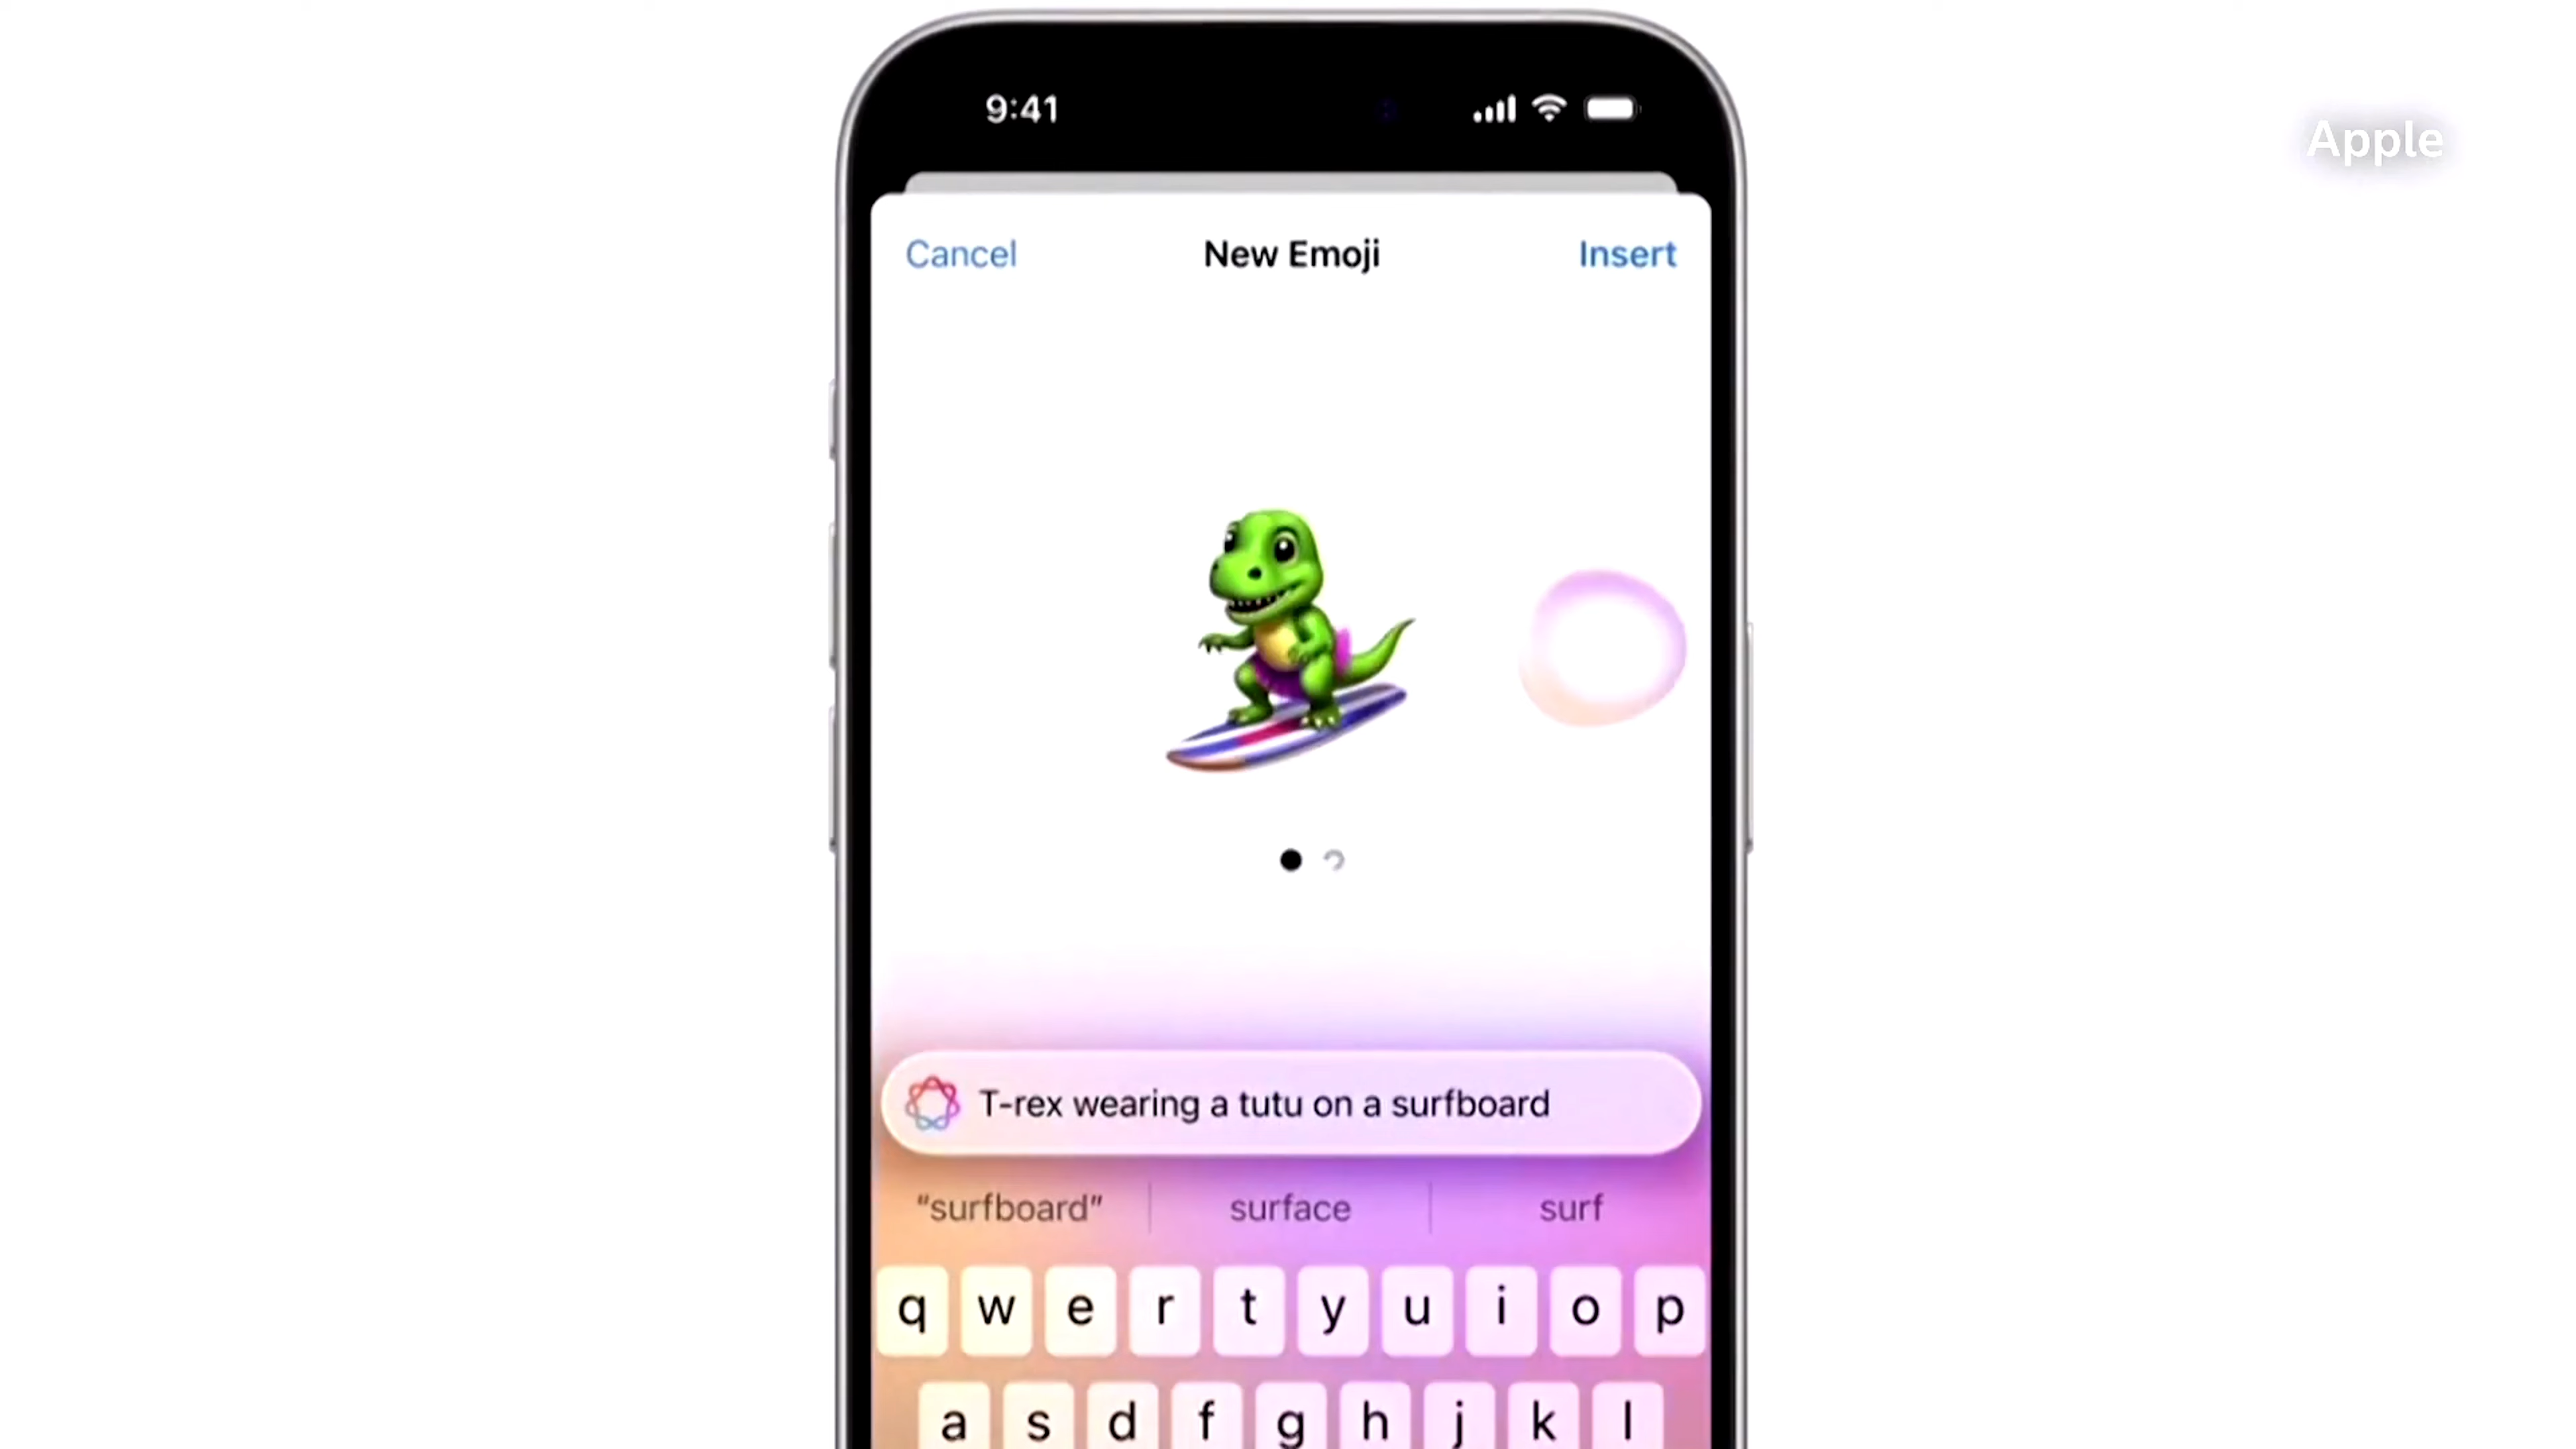 9:41
Apple
Cancel New Emoji Insert
T-rex wearing a tutu on a surfboard
“surfboard” surface surf
q w e r t y u i o p
a s d f g h j k l